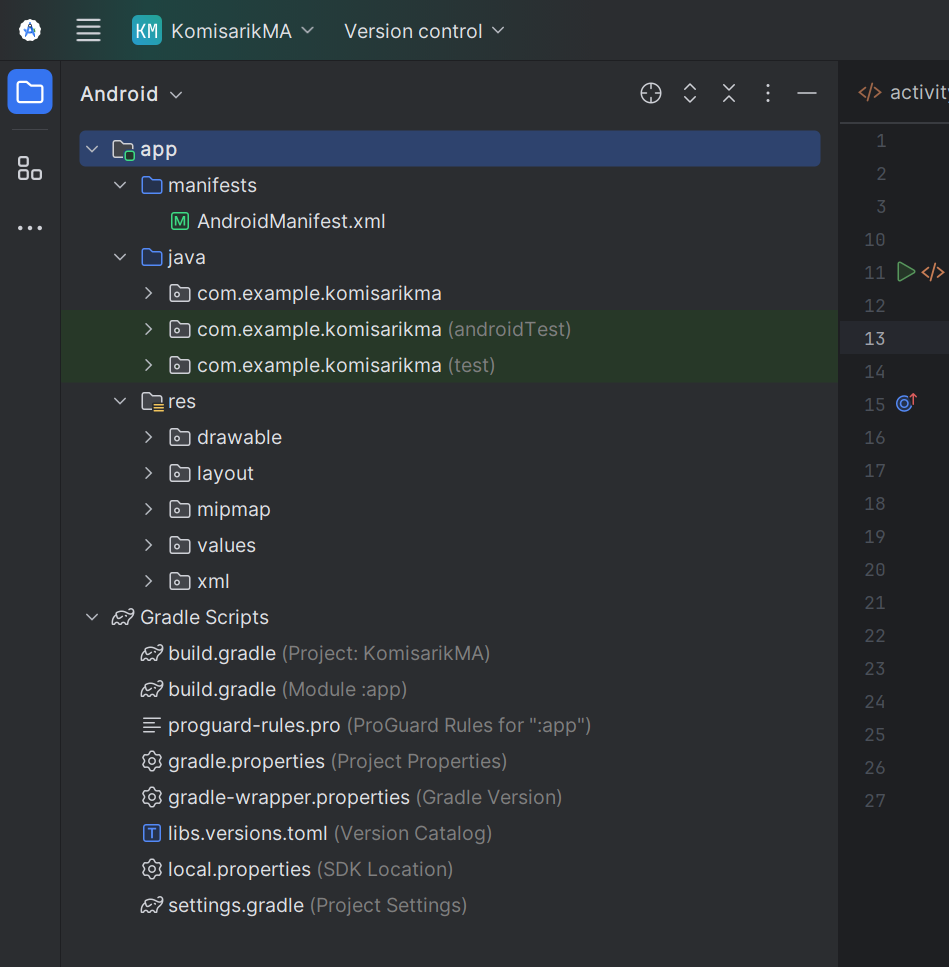 KM KomisarikMA Version control
Android
app
manifests
M AndroidManifest.xml
java
com.example.komisarikma
com.example.komisarikma (androidTest)
com.example.komisarikma (test)
res
drawable
layout
mipmap
values
xml
Gradle Scripts
build.gradle (Project: KomisarikMA)
build.gradle (Module :app)
proguard-rules.pro (ProGuard Rules for ":app")
gradle.properties (Project Properties)
gradle-wrapper.properties (Gradle Version)
T libs.versions.toml (Version Catalog)
local.properties (SDK Location)
settings.gradle (Project Settings)
</> activity
1
2
3
10
11 </>
12
13
14
15
16
17
18
19
20
21
22
23
24
25
26
27